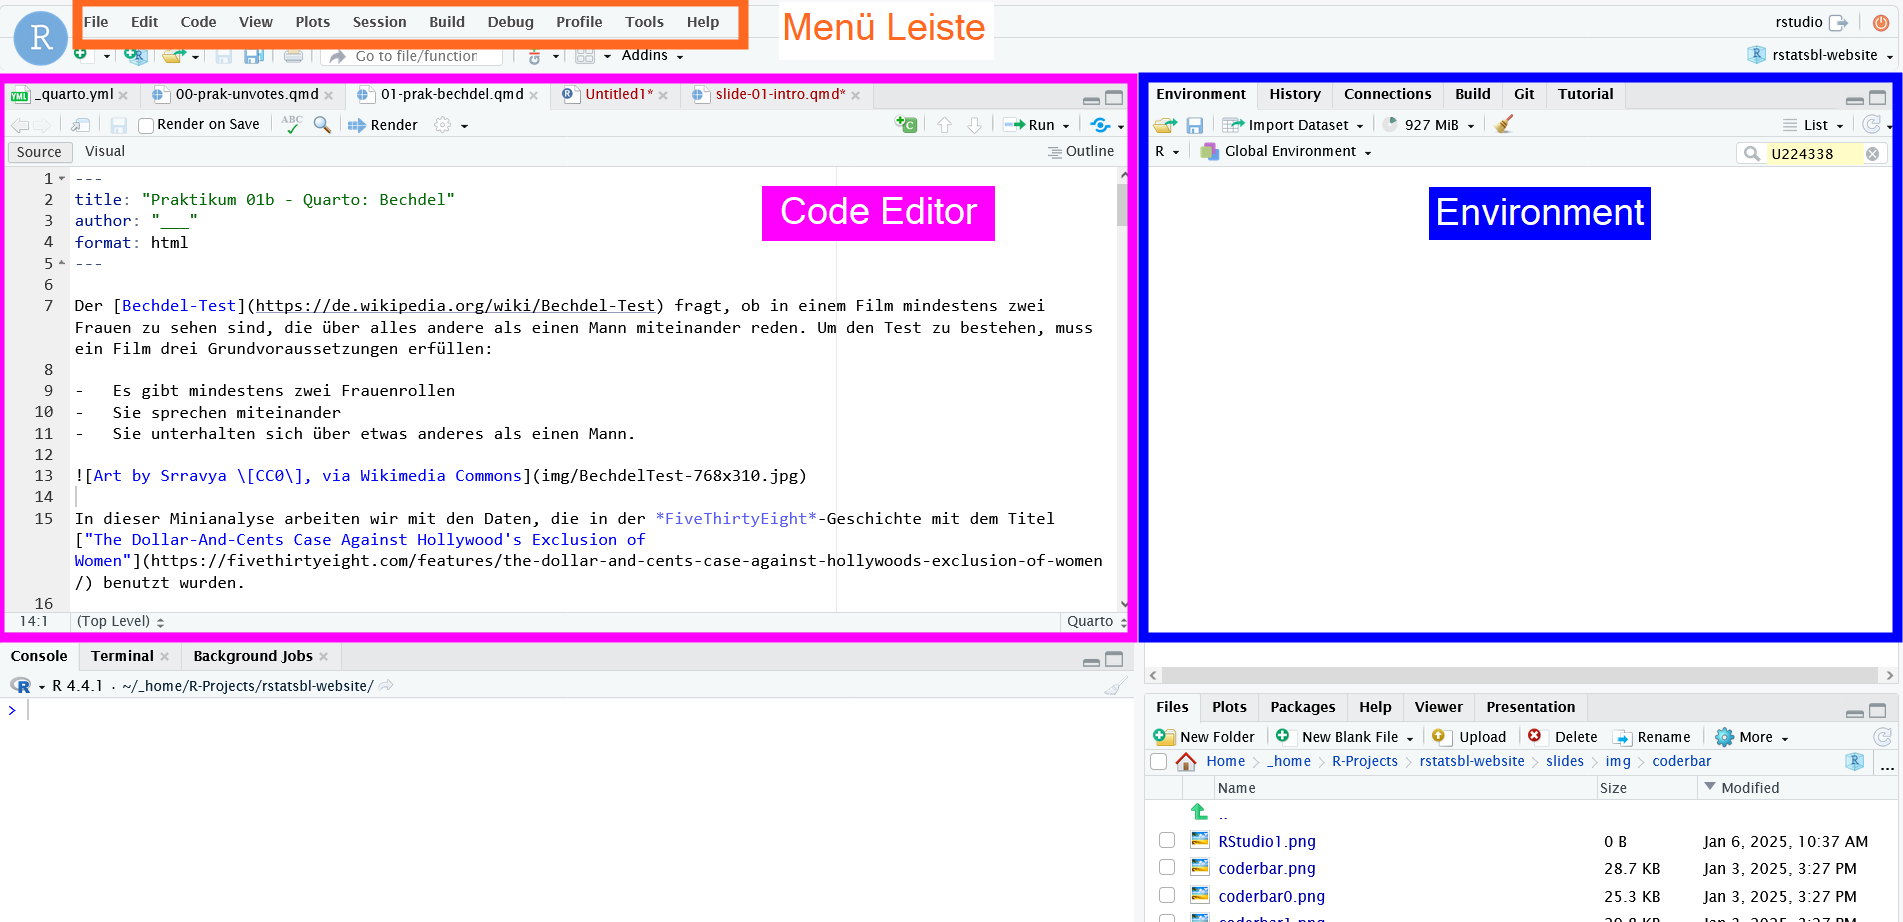 File Edit Code View Plots Session Build Debug Profile Tools Help
Menü Leiste
rstudio
R
Go to file/function
Addins
rstatsbl-website
_quarto.yml
00-prak-unvotes.qmd
01-prak-bechdel.qmd
Untitled1*
slide-01-intro.qmd*
Render on Save
ABC
Render
Run
Source Visual
Outline
1 ---
2 title: "Praktikum 01b - Quarto: Bechdel"
3 author: "___"
4 format: html
5 ---
6
7 Der [Bechdel-Test](https://de.wikipedia.org/wiki/Bechdel-Test) fragt, ob in einem Film mindestens zwei
Frauen zu sehen sind, die über alles andere als einen Mann miteinander reden. Um den Test zu bestehen, muss
ein Film drei Grundvoraussetzungen erfüllen:
8
9 - Es gibt mindestens zwei Frauenrollen
10 - Sie sprechen miteinander
11 - Sie unterhalten sich über etwas anderes als einen Mann.
12
13 ![Art by Srravya \[CC0\], via Wikimedia Commons](img/BechdelTest-768x310.jpg)
14
15 In dieser Minianalyse arbeiten wir mit den Daten, die in der *FiveThirtyEight*-Geschichte mit dem Titel
["The Dollar-And-Cents Case Against Hollywood's Exclusion of
Women"](https://fivethirtyeight.com/features/the-dollar-and-cents-case-against-hollywoods-exclusion-of-women
/) benutzt wurden.
16
14:1 (Top Level) Quarto
Code Editor
Environment History Connections Build Git Tutorial
Import Dataset 927 MiB List
R Global Environment U224338
Environment
Console Terminal Background Jobs
R 4.4.1 · ~/_home/R-Projects/rstatsbl-website/
>
Files Plots Packages Help Viewer Presentation
New Folder New Blank File Upload Delete Rename More
Home _home R-Projects rstatsbl-website slides img coderbar ...
Name Size Modified
..
RStudio1.png 0 B Jan 6, 2025, 10:37 AM
coderbar.png 28.7 KB Jan 3, 2025, 3:27 PM
coderbar0.png 25.3 KB Jan 3, 2025, 3:27 PM
coderbar1.png 29.8 KB Jan 3, 2025, 3:27 PM